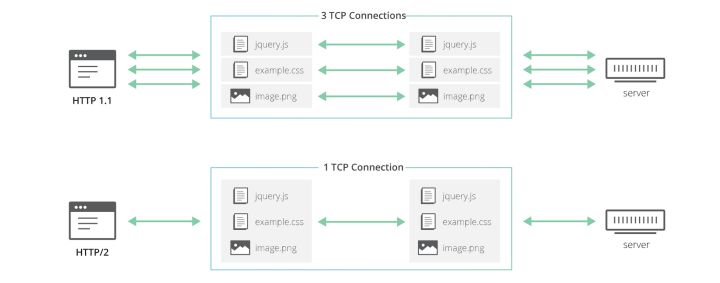 3 TCP Connections
jquery.js
jquery.js
example.css
example.css
image.png
image.png
HTTP 1.1
server
1 TCP Connection
jquery.js
jquery.js
example.css
example.css
image.png
image.png
HTTP/2
server